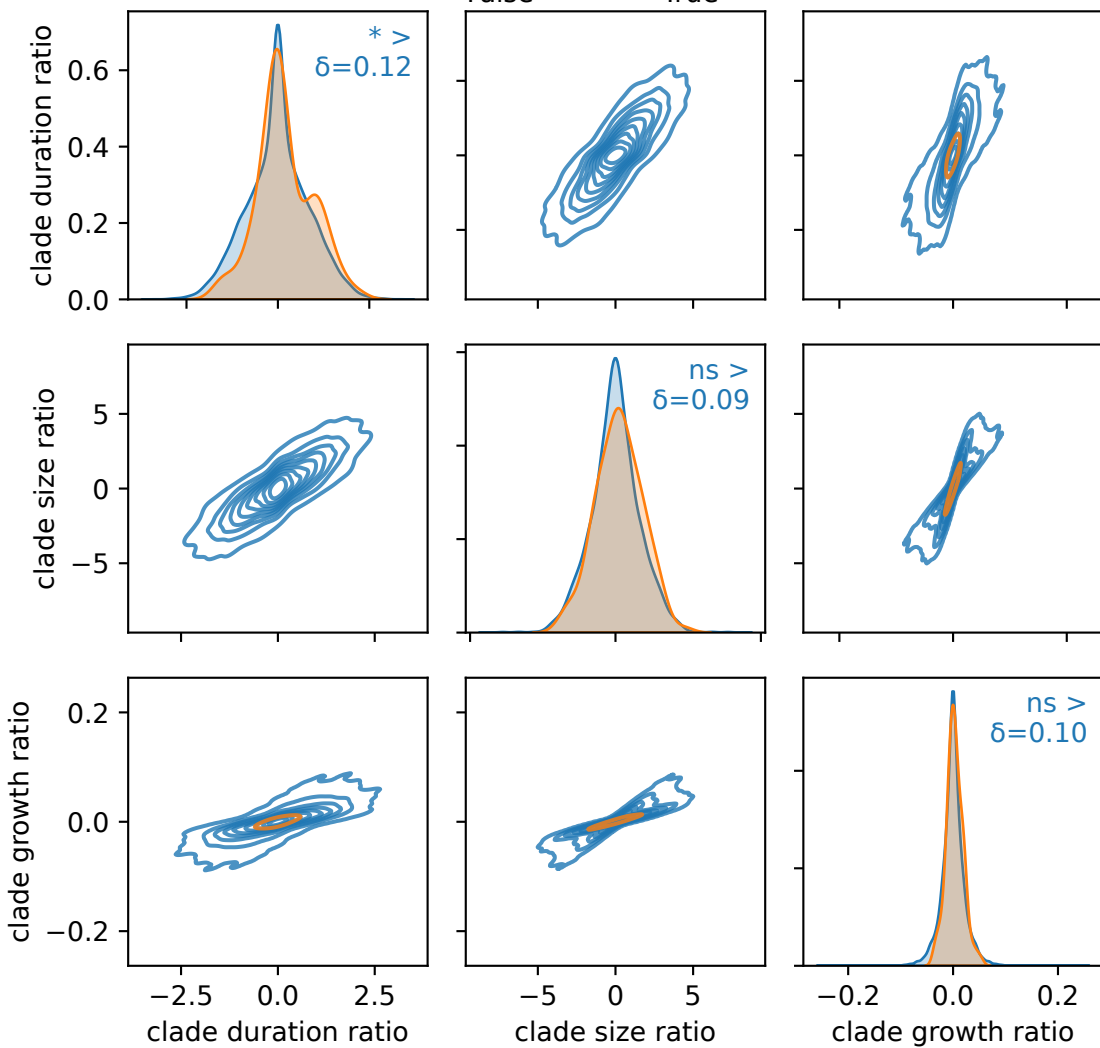 clade duration ratio
0.6
0.4
0.2
0.0
* >
δ=0.12
clade size ratio
5
0
−5
ns >
δ=0.09
clade growth ratio
0.2
0.0
−0.2
ns >
δ=0.10
−2.5 0.0 2.5
−5 0 5
−0.2 0.0 0.2
clade duration ratio
clade size ratio
clade growth ratio